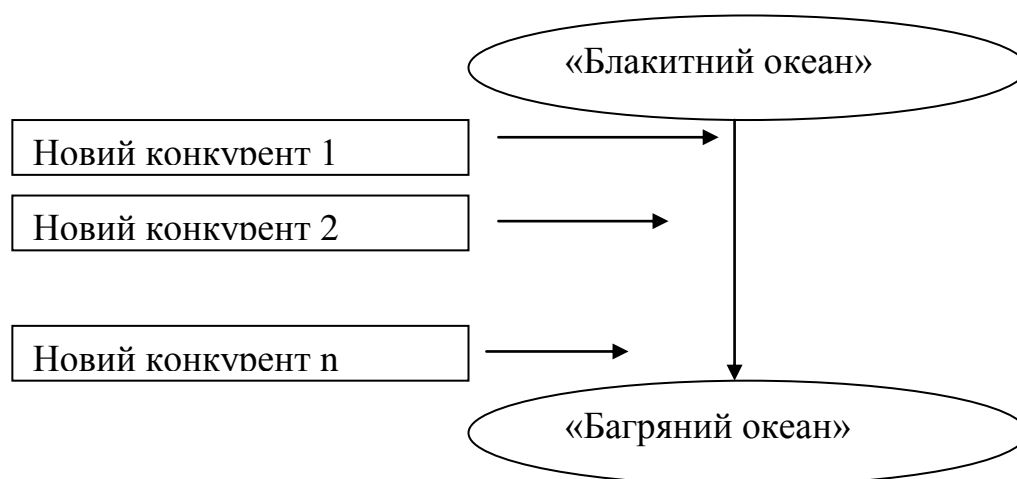 «Блакитний океан»
Новий конкурент 1
Новий конкурент 2
Новий конкурент n
«Багряний океан»